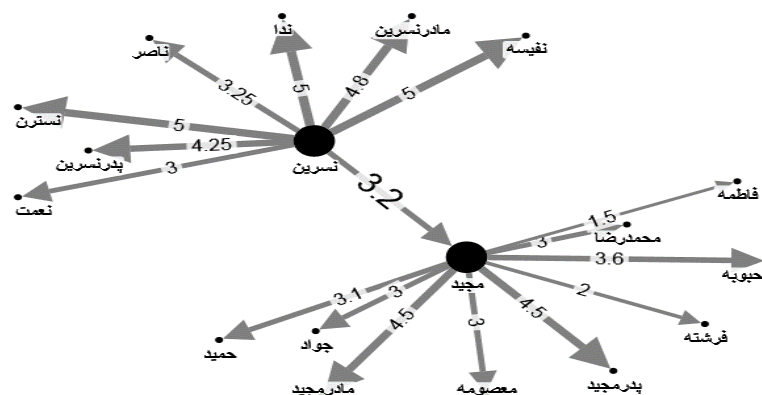 ندا
مادرنسرین
نفیسه
ناصر
3.25
5
4.8
5
نسترن
5
4.25
پدرنسرین
3
نسرین
نعمت
3.2
فاطمه
1.5
محمدرضا
3
3.6
مجید
حبوبه
3.1
3
2
4.5
3
4.5
فرشته
جواد
حمید
مادرمجید
معصومه
پدرمجید